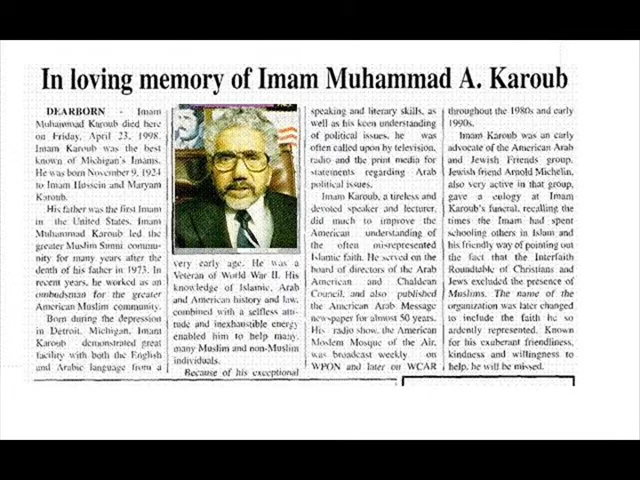 In loving memory of Imam Muhammad A. Karoub
DEARBORN - Imam
Muhammad Karoub died here
on Friday, April 23, 1998.
Imam Karoub was the best
known of Michigan's Imams.
He was born November 9, 1924
to Imam Hussein and Maryam
Karoub.
His father was the first Imam
in the United States. Imam
Muhammad Karoub led the
greater Muslim Sunni commu-
nity for many years after the
death of his father in 1973. In
recent years, he worked as an
ombudsman for the greater
American Muslim community.
Born during the depression
in Detroit, Michigan, Imam
Karoub demonstrated great
facility with both the English
and Arabic language from a
very early age. He was a
Veteran of World War II. His
knowledge of Islamic, Arab
and American history and law,
combined with a selfless atti-
tude and inexhaustible energy
enabled him to help many,
many Muslim and non-Muslim
individuals.
Because of his exceptional
speaking and literary skills, as
well as his keen understanding
of political issues, he was
often called upon by television,
radio and the print media for
statements regarding Arab
political issues.
Imam Karoub, a tireless and
devoted speaker and lecturer,
did much to improve the
American understanding of
the often misrepresented
Islamic faith. He served on the
board of directors of the Arab
American and Chaldean
Council, and also published
the American Arab Message
newspaper for almost 50 years.
His radio show, the American
Moslem Mosque of the Air,
was broadcast weekly on
WPON and later on WCAR
throughout the 1980s and early
1990s.
Imam Karoub was an early
advocate of the American Arab
and Jewish Friends group.
Jewish friend Arnold Michelin,
also very active in that group,
gave a eulogy at Imam
Karoub's funeral, recalling the
times the Imam had spent
schooling others in Islam and
his friendly way of pointing out
the fact that the Interfaith
Roundtable of Christians and
Jews excluded the presence of
Muslims. The name of the
organization was later changed
to include the faith he so
ardently represented. Known
for his exuberant friendliness,
kindness and willingness to
help, he will be missed.